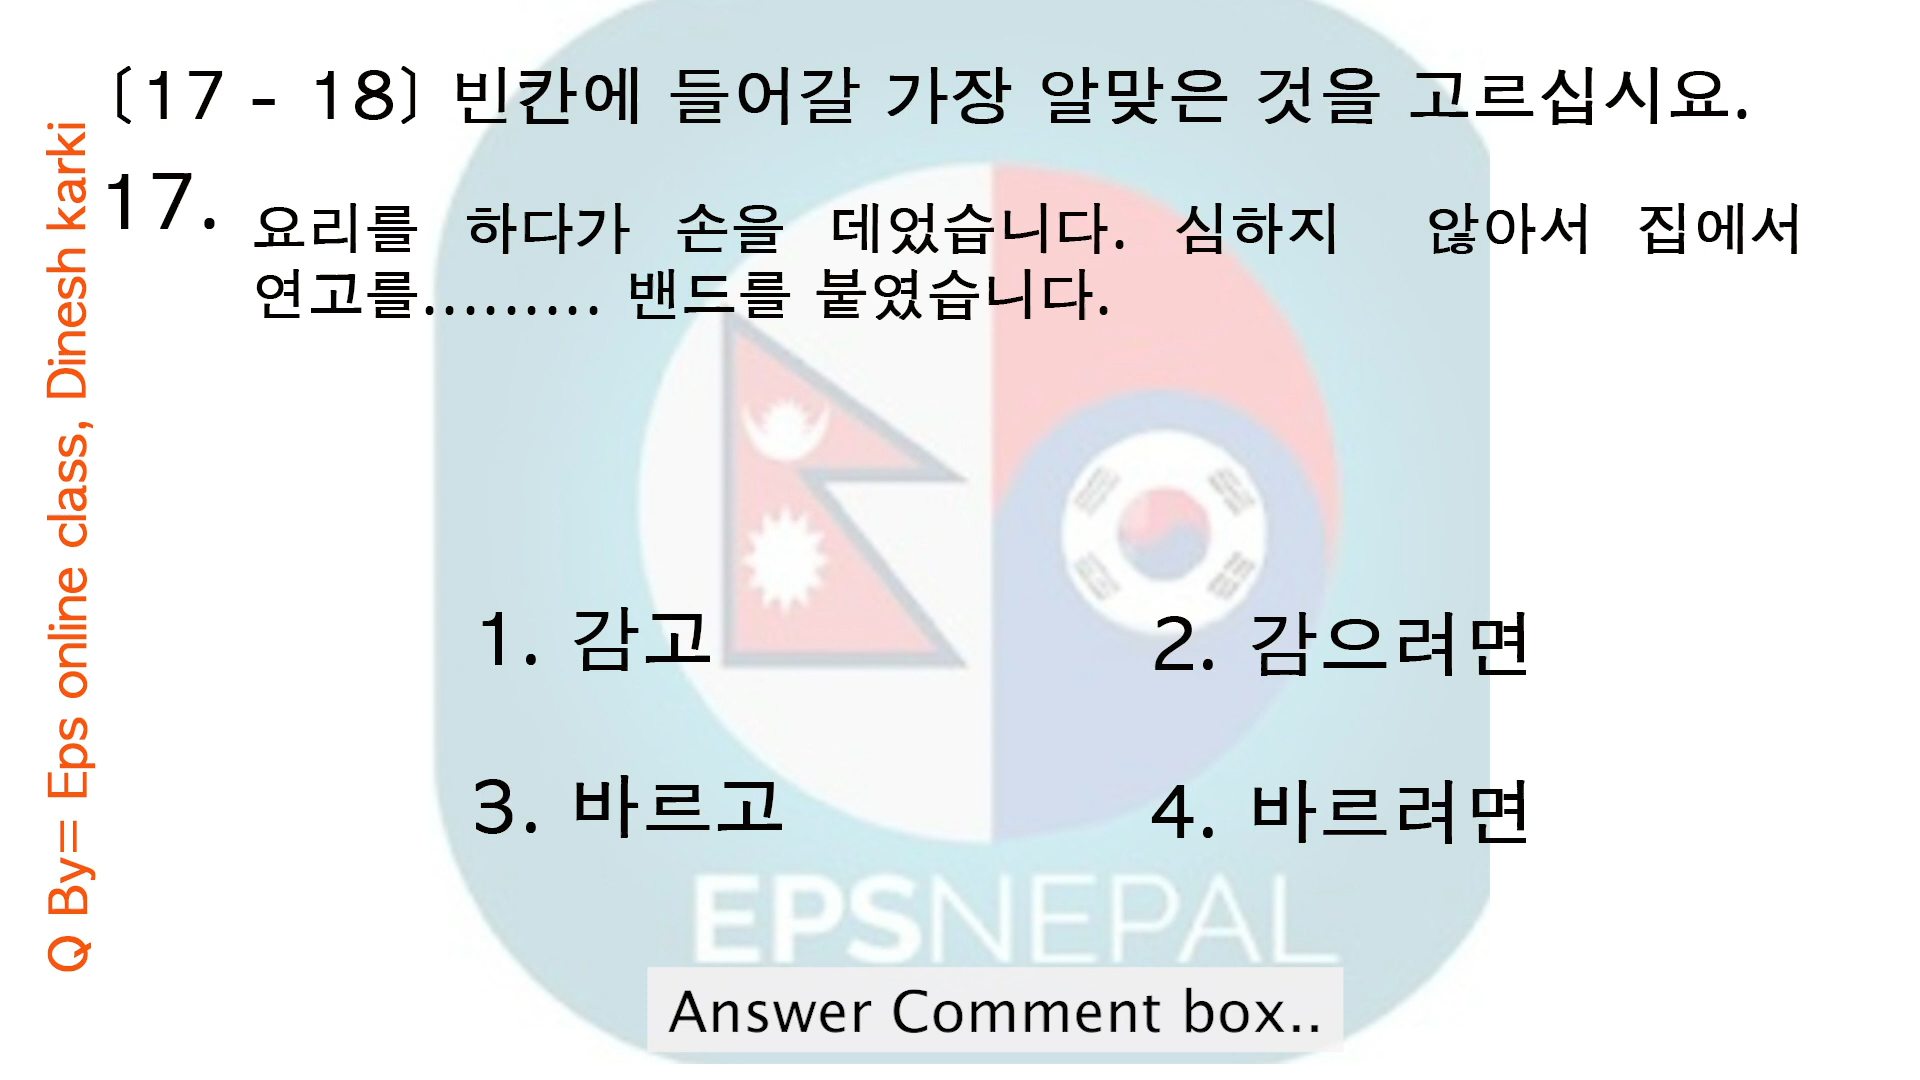 〔17 - 18〕 빈칸에 들어갈 가장 알맞은 것을 고르십시요.
17. 요리를 하다가 손을 데었습니다. 심하지 않아서 집에서
연고를......... 밴드를 붙였습니다.
1. 감고
2. 감으려면
3. 바르고
4. 바르려면
EPSNEPAL
Answer Comment box..
Q By= Eps online class, Dinesh karki